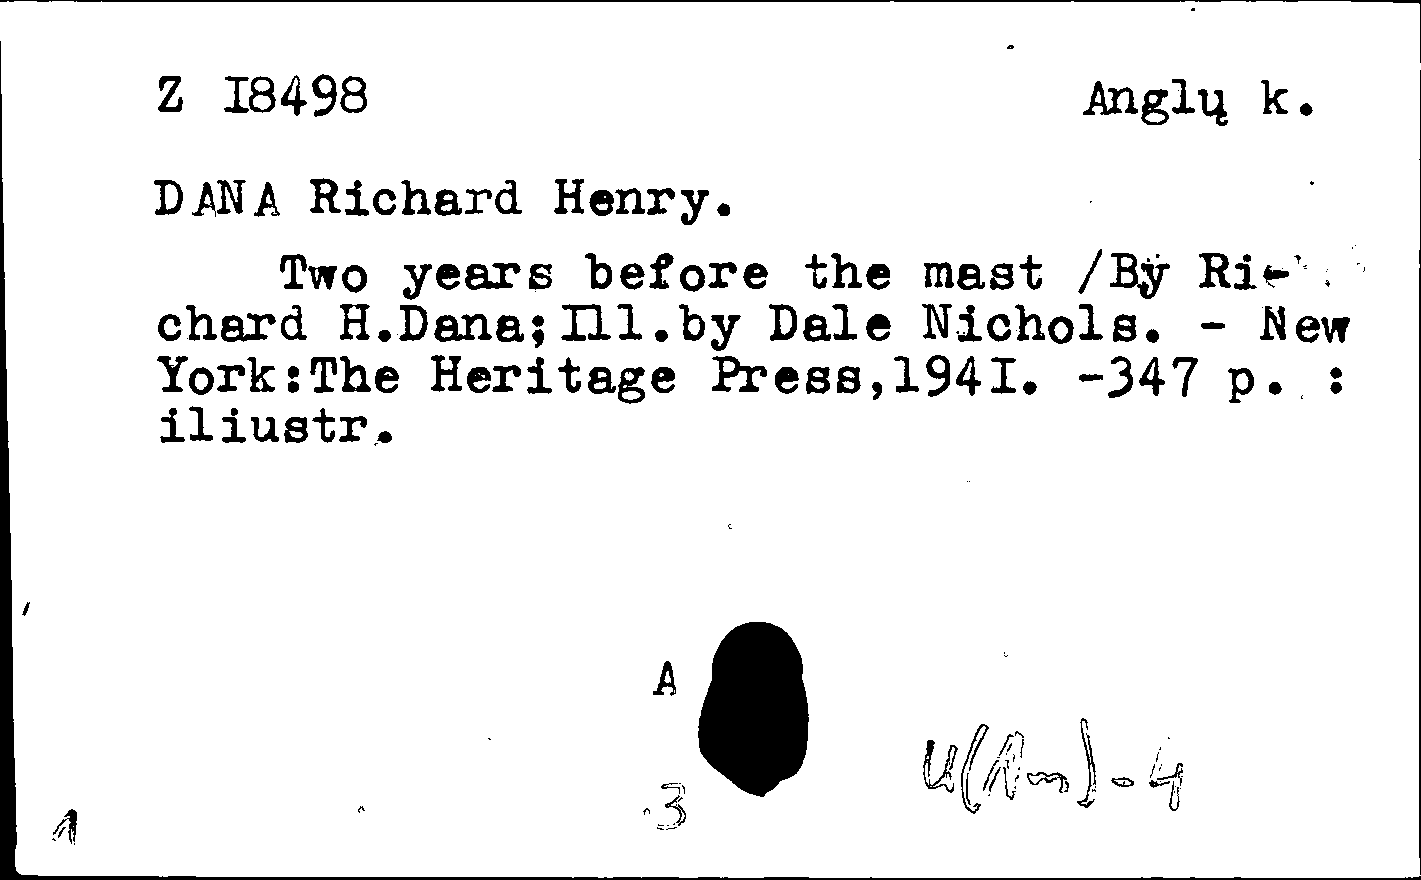 Z I8498 Anglų k.
DANA Richard Henry.
Two years before the mast /By Ri-
chard H.Dana;Ill.by Dale Nichols. - New
York:The Heritage Press,194I. -347 p. :
iliustr.
A
3
И(Am)-4
1